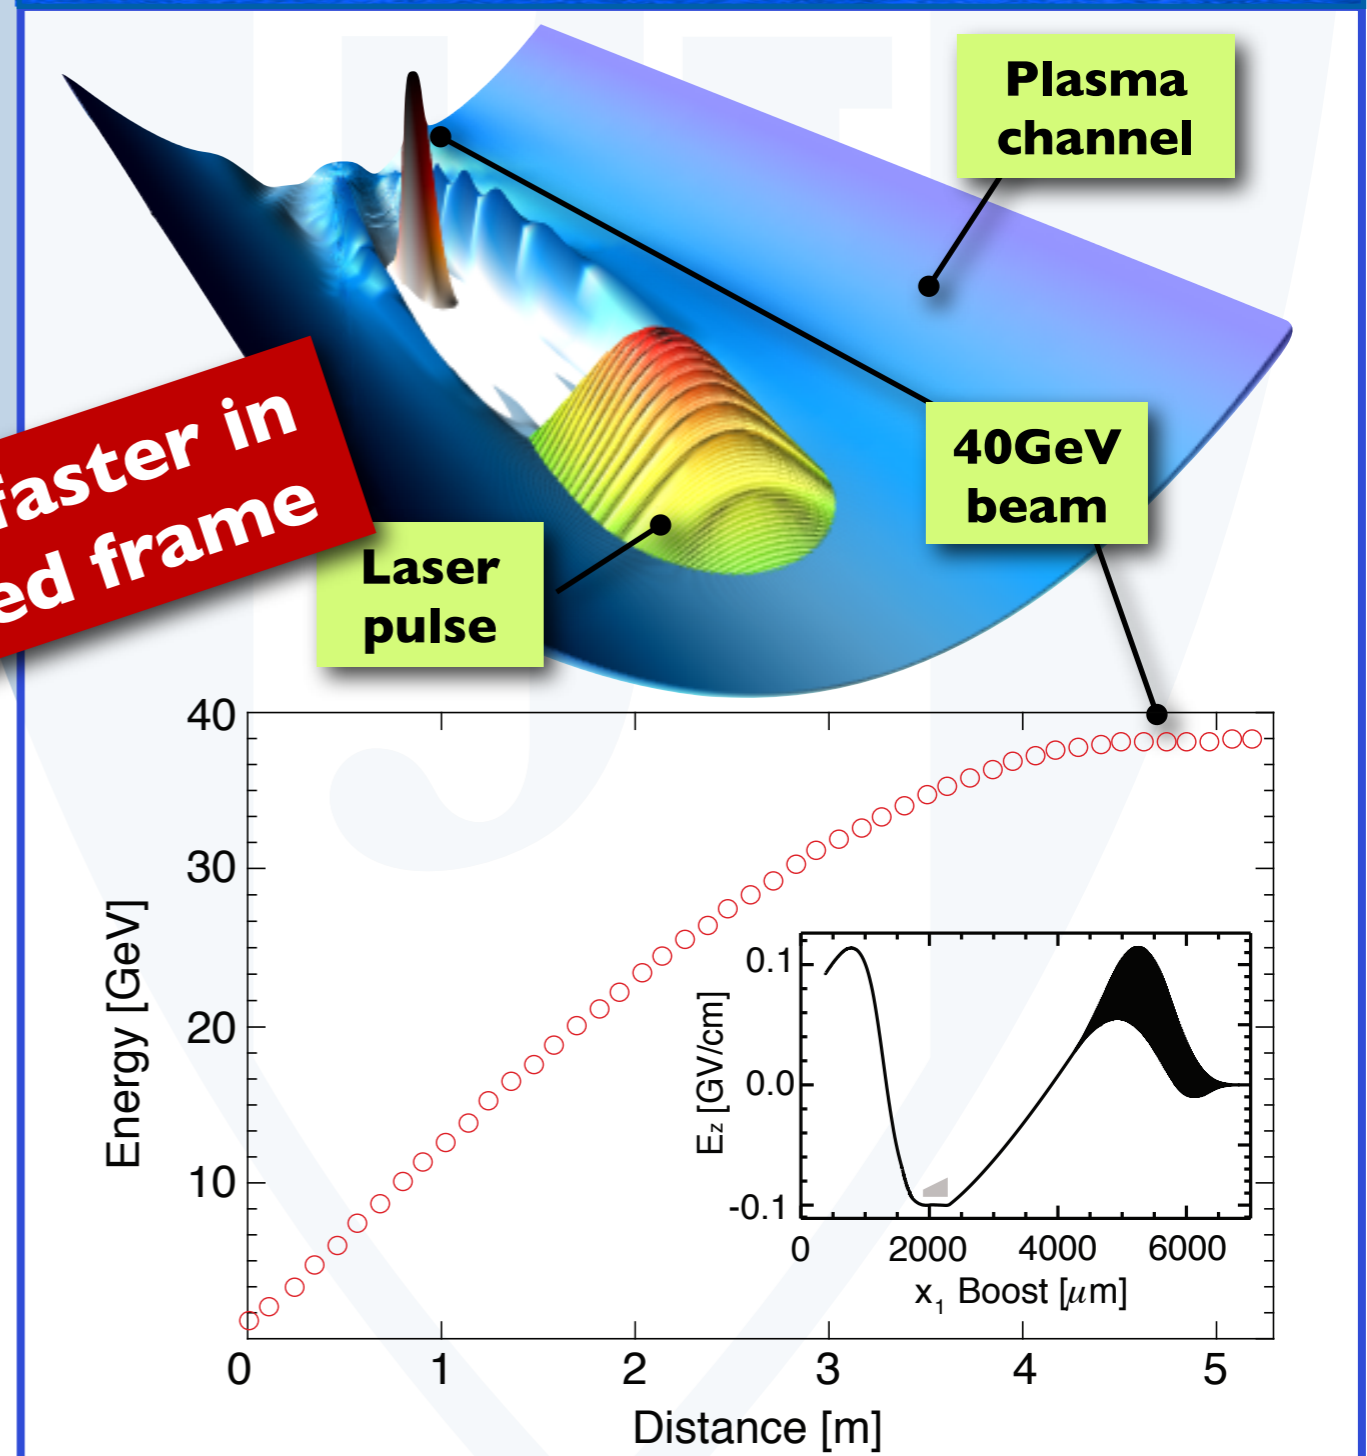 Plasma
channel
40GeV
beam
faster in
ed frame
Laser
pulse
40
30
20
10
Energy [GeV]
0 1 2 3 4 5
Distance [m]
0.1
0.0
-0.1
Ez [GV/cm]
0 2000 4000 6000
x1 Boost [μm]